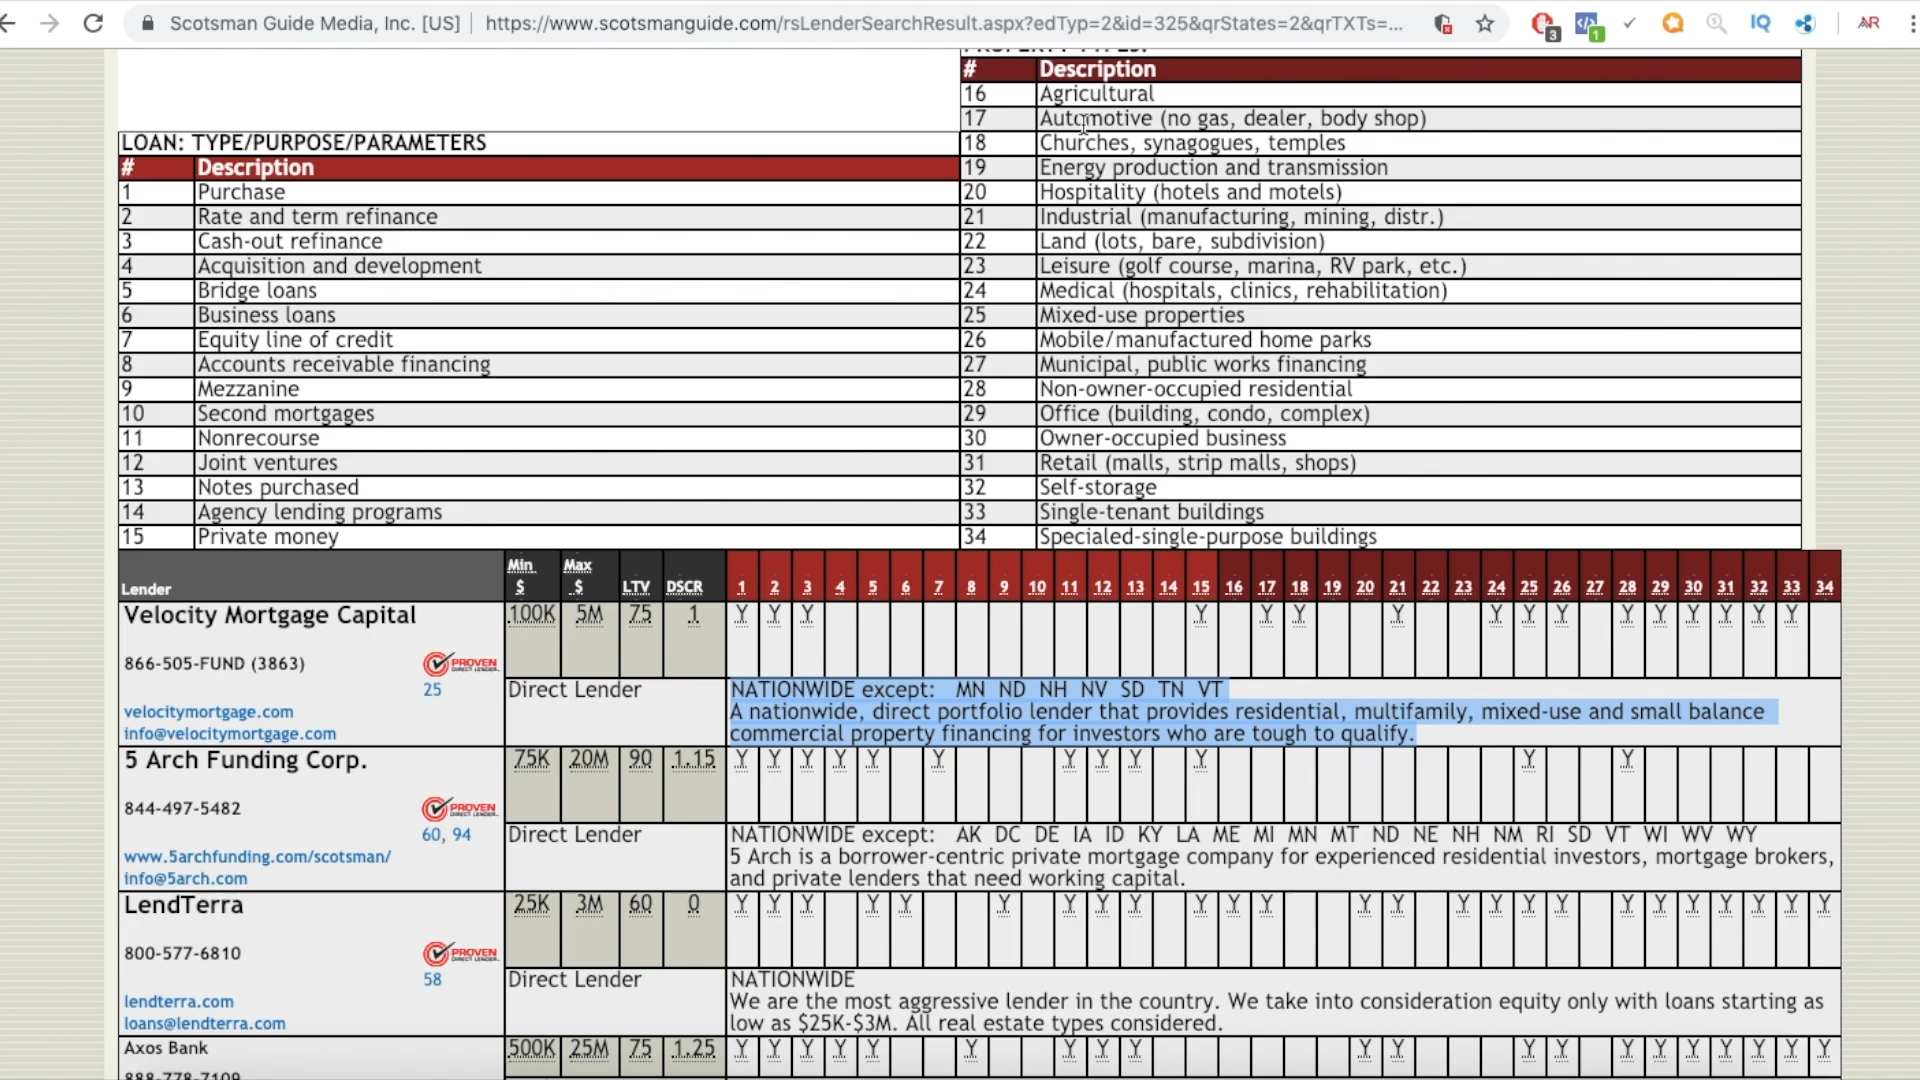 Scotsman Guide Media, Inc. [US] | https://www.scotsmanguide.com/rsLenderSearchResult.aspx?edTyp=2&id=325&qrStates=2&qrTXTs=...
3
1
IQ
AR
PROPERTY TYPES:
# Description
16 Agricultural
17 Automotive (no gas, dealer, body shop)
18 Churches, synagogues, temples
19 Energy production and transmission
20 Hospitality (hotels and motels)
21 Industrial (manufacturing, mining, distr.)
22 Land (lots, bare, subdivision)
23 Leisure (golf course, marina, RV park, etc.)
24 Medical (hospitals, clinics, rehabilitation)
25 Mixed-use properties
26 Mobile/manufactured home parks
27 Municipal, public works financing
28 Non-owner-occupied residential
29 Office (building, condo, complex)
30 Owner-occupied business
31 Retail (malls, strip malls, shops)
32 Self-storage
33 Single-tenant buildings
34 Specialed-single-purpose buildings
LOAN: TYPE/PURPOSE/PARAMETERS
# Description
1 Purchase
2 Rate and term refinance
3 Cash-out refinance
4 Acquisition and development
5 Bridge loans
6 Business loans
7 Equity line of credit
8 Accounts receivable financing
9 Mezzanine
10 Second mortgages
11 Nonrecourse
12 Joint ventures
13 Notes purchased
14 Agency lending programs
15 Private money
Lender Min $ Max $ LTV DSCR 1 2 3 4 5 6 7 8 9 10 11 12 13 14 15 16 17 18 19 20 21 22 23 24 25 26 27 28 29 30 31 32 33 34
Velocity Mortgage Capital 100K 5M 75 1 Y Y Y Y Y Y Y Y Y Y Y Y Y Y Y Y
866-505-FUND (3863) PROVEN DIRECT LENDER
25
velocitymortgage.com
info@velocitymortgage.com
Direct Lender
NATIONWIDE except: MN ND NH NV SD TN VT
A nationwide, direct portfolio lender that provides residential, multifamily, mixed-use and small balance
commercial property financing for investors who are tough to qualify.
5 Arch Funding Corp. 75K 20M 90 1.15 Y Y Y Y Y Y Y Y Y Y Y Y
844-497-5482 PROVEN DIRECT LENDER
60, 94
www.5archfunding.com/scotsman/
info@5arch.com
Direct Lender
NATIONWIDE except: AK DC DE IA ID KY LA ME MI MN MT ND NE NH NM RI SD VT WI WV WY
5 Arch is a borrower-centric private mortgage company for experienced residential investors, mortgage brokers,
and private lenders that need working capital.
LendTerra 25K 3M 60 0 Y Y Y Y Y Y Y Y Y Y Y Y Y Y Y Y Y Y Y Y Y Y Y Y Y
800-577-6810 PROVEN DIRECT LENDER
58
lendterra.com
loans@lendterra.com
Direct Lender
NATIONWIDE
We are the most aggressive lender in the country. We take into consideration equity only with loans starting as
low as $25K-$3M. All real estate types considered.
Axos Bank 500K 25M 75 1.25 Y Y Y Y Y Y Y Y Y Y Y Y Y Y Y Y Y Y Y Y
888-778-7109